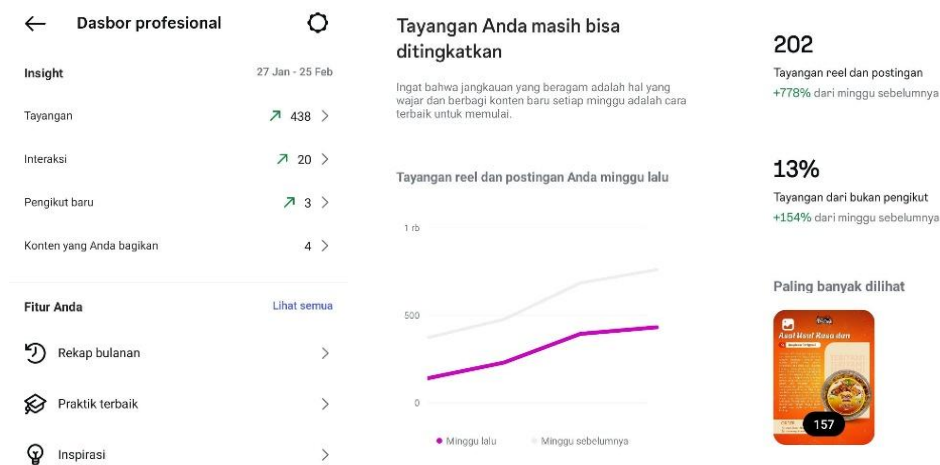 Dasbor profesional
Insight
27 Jan - 25 Feb
Tayangan
438
Interaksi
20
Pengikut baru
3
Konten yang Anda bagikan
4
Fitur Anda
Lihat semua
Rekap bulanan
Praktik terbaik
Inspirasi
Tayangan Anda masih bisa
ditingkatkan
Ingat bahwa jangkauan yang beragam adalah hal yang
wajar dan berbagi konten baru setiap minggu adalah cara
terbaik untuk memulai.
Tayangan reel dan postingan Anda minggu lalu
1 rb
500
0
Minggu lalu
Minggu sebelumnya
202
Tayangan reel dan postingan
+778% dari minggu sebelumnya
13%
Tayangan dari bukan pengikut
+154% dari minggu sebelumnya
Paling banyak dilihat
Asal Usul Rasa dan
157